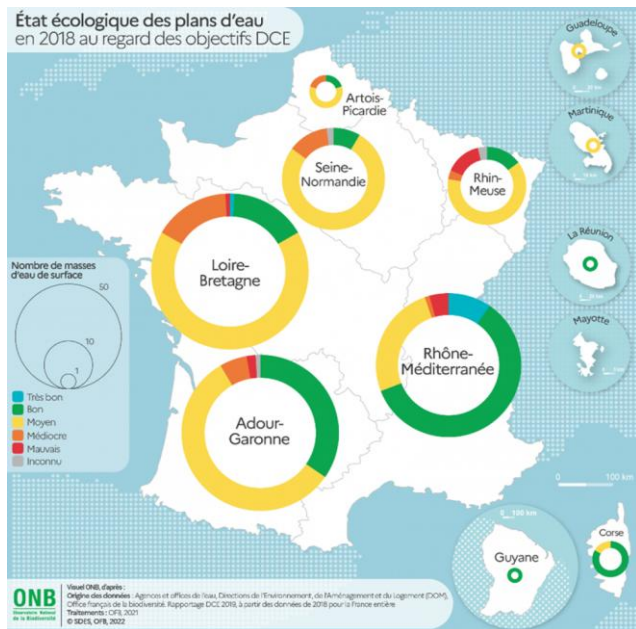 État écologique des plans d'eau
en 2018 au regard des objectifs DCE
Guadeloupe
Artois-
Picardie
Martinique
Seine-
Normandie
Rhin-
Meuse
Loire-
Bretagne
La Réunion
Nombre de masses
d'eau de surface
50
10
1
Mayotte
Rhône-
Méditerranée
Très bon
Bon
Moyen
Médiocre
Mauvais
Inconnu
Adour-
Garonne
0 100 km
100 km
Corse
Guyane
ONB
Observatoire National
de la Biodiversité
Visuel ONB, d'après :
Origine des données : Agences et offices de l'eau, Directions de l'Environnement, de l'Aménagement et du Logement (DOM),
Office français de la biodiversité. Rapportage DCE 2019, à partir des données de 2018 pour la France entière
Traitements : OFB, 2021
© SDES, OFB, 2022